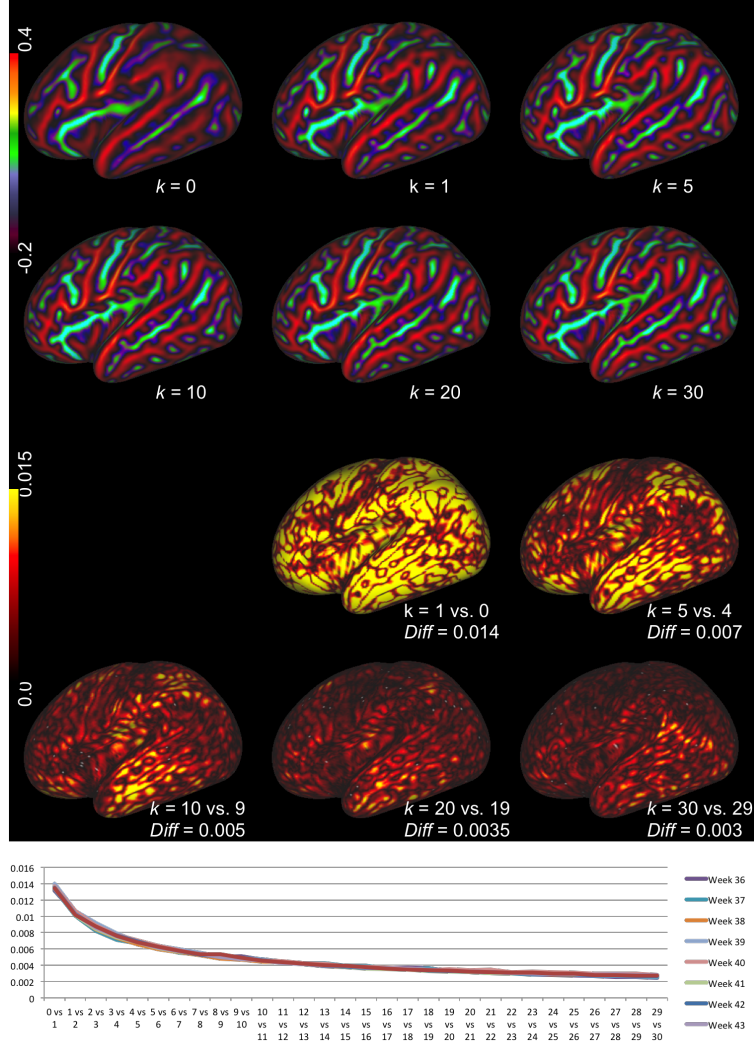 0.4
-0.2
k = 0
k = 1
k = 5
k = 10
k = 20
k = 30
0.015
0.0
k = 1 vs. 0
Diff = 0.014
k = 5 vs. 4
Diff = 0.007
k = 10 vs. 9
Diff = 0.005
k = 20 vs. 19
Diff = 0.0035
k = 30 vs. 29
Diff = 0.003
0.016
0.014
0.012
0.01
0.008
0.006
0.004
0.002
0
0 vs 1 vs 2 vs 3 vs 4 vs 5 vs 6 vs 7 vs 8 vs 9 vs 10 11 12 13 14 15 16 17 18 19 20 21 22 23 24 25 26 27 28 29
1 2 3 4 5 6 7 8 9 10 vs vs vs vs vs vs vs vs vs vs vs vs vs vs vs vs vs vs vs vs
11 12 13 14 15 16 17 18 19 20 21 22 23 24 25 26 27 28 29 30
Week 36
Week 37
Week 38
Week 39
Week 40
Week 41
Week 42
Week 43